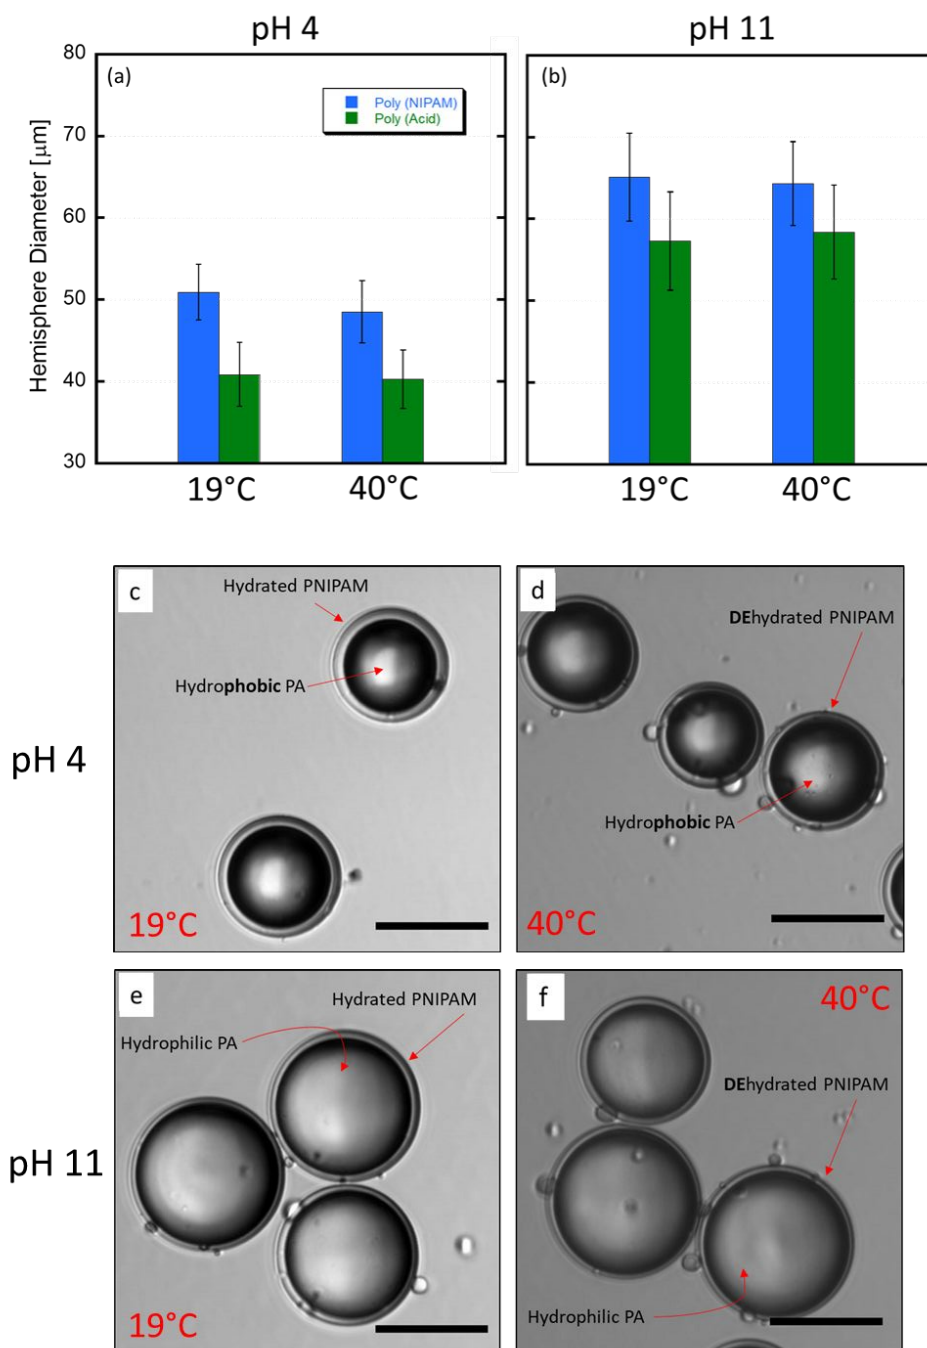 pH 4
pH 11
(a)
(b)
Poly (NIPAM)
Poly (Acid)
Hemisphere Diameter [μm]
80
70
60
50
40
30
19°C
40°C
19°C
40°C
c
Hydrated PNIPAM
Hydrophobic PA
19°C
d
DEhydrated PNIPAM
Hydrophobic PA
40°C
pH 4
e
Hydrated PNIPAM
Hydrophilic PA
19°C
f
40°C
DEhydrated PNIPAM
Hydrophilic PA
pH 11